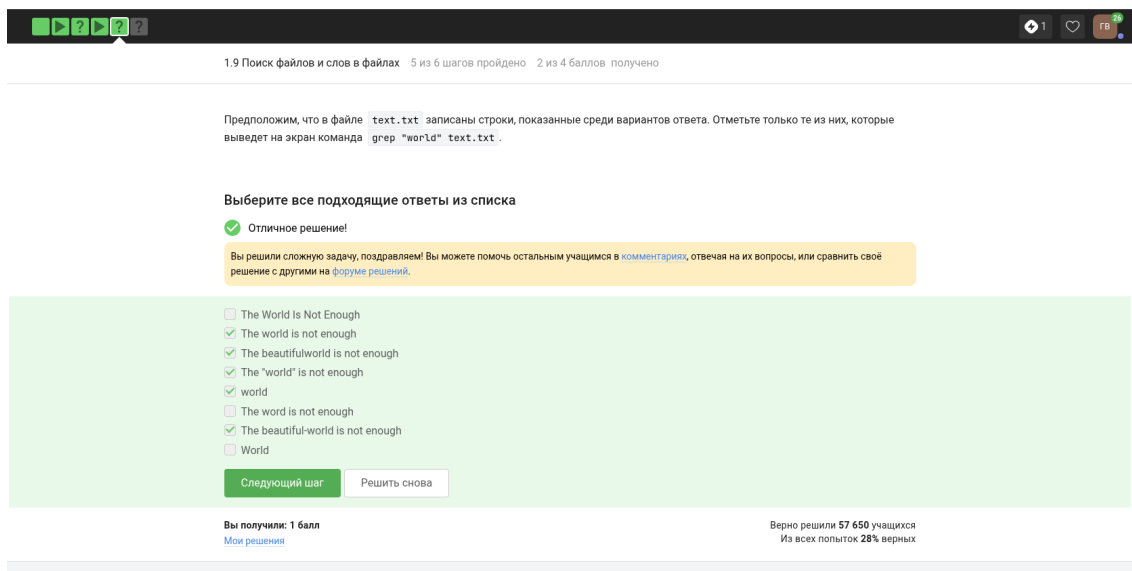 ? ? ?
1
ГВ
26
1.9 Поиск файлов и слов в файлах 5 из 6 шагов пройдено 2 из 4 баллов получено
Предположим, что в файле text.txt записаны строки, показанные среди вариантов ответа. Отметьте только те из них, которые
выведет на экран команда grep "world" text.txt.
Выберите все подходящие ответы из списка
Отличное решение!
Вы решили сложную задачу, поздравляем! Вы можете помочь остальным учащимся в комментариях, отвечая на их вопросы, или сравнить своё
решение с другими на форуме решений.
The World Is Not Enough
The world is not enough
The beautifulworld is not enough
The "world" is not enough
world
The word is not enough
The beautiful-world is not enough
World
Следующий шаг Решить снова
Вы получили: 1 балл Верно решили 57 650 учащихся
Мои решения Из всех попыток 28% верных